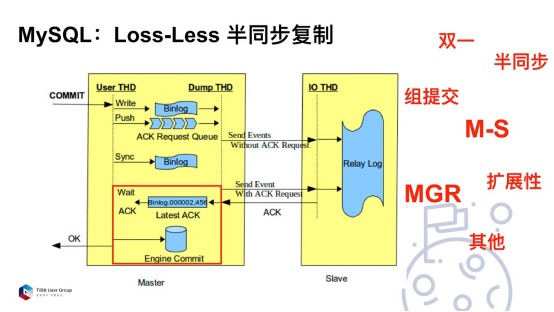 MySQL：Loss-Less 半同步复制
双一
半同步
组提交
M-S
扩展性
MGR
其他
User THD
Dump THD
IO THD
COMMIT
Write
Binlog
Push
ACK Request Queue
Send Events
Without ACK Request
Sync
Binlog
Relay Log
Send Event
With ACK Request
Wait
ACK
Binlog.000002,456
Latest ACK
ACK
OK
Engine Commit
Master
Slave
TiDB User Group